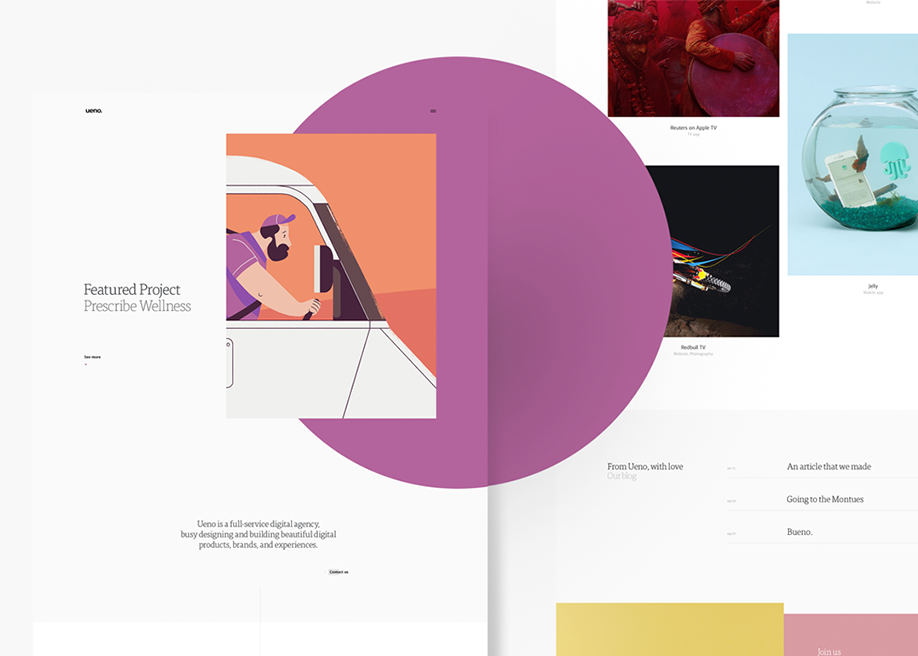 ueno.
Featured Project
Prescribe Wellness
See more
Ueno is a full-service digital agency,
busy designing and building beautiful digital
products, brands, and experiences.
Contact us
Website
Reuters on Apple TV
TV app
Jelly
Mobile app
Redbull TV
Website, Photography
From Ueno, with love
Our blog
An article that we made
Going to the Montues
Bueno.
Join us